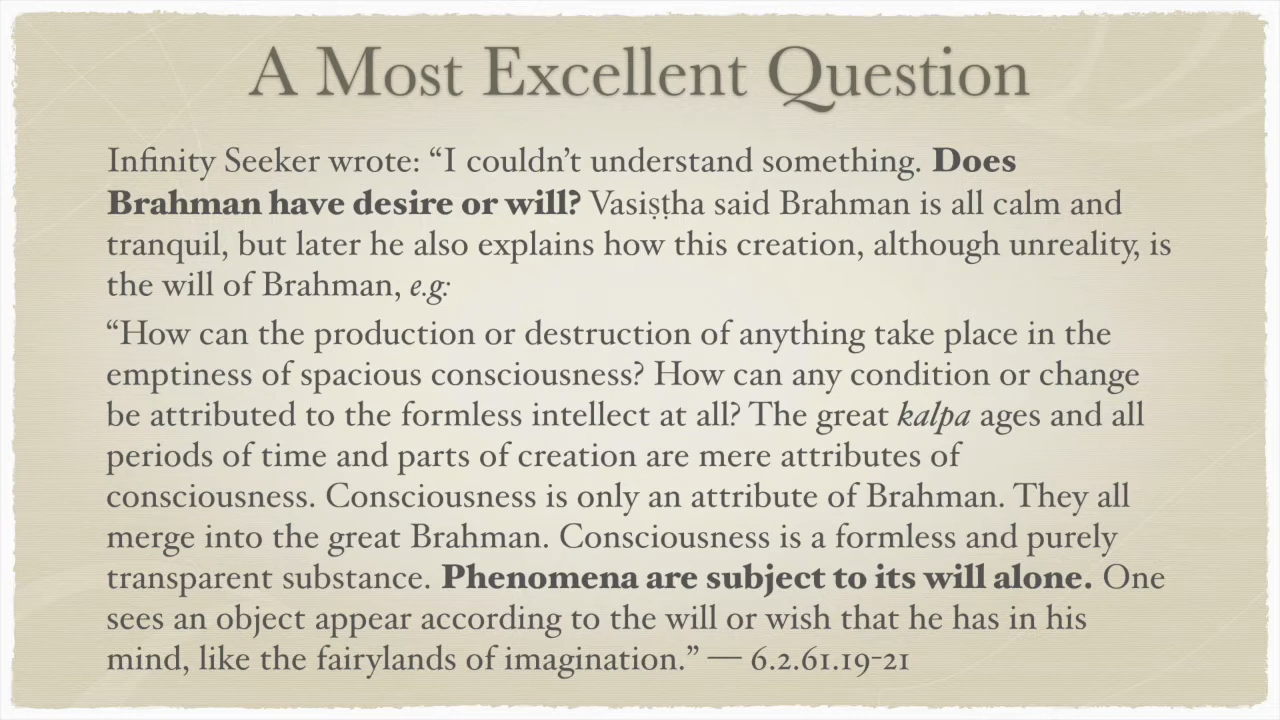 A Most Excellent Question
Infinity Seeker wrote: “I couldn’t understand something. Does
Brahman have desire or will? Vasiṣṭha said Brahman is all calm and
tranquil, but later he also explains how this creation, although unreality, is
the will of Brahman, e.g:
“How can the production or destruction of anything take place in the
emptiness of spacious consciousness? How can any condition or change
be attributed to the formless intellect at all? The great kalpa ages and all
periods of time and parts of creation are mere attributes of
consciousness. Consciousness is only an attribute of Brahman. They all
merge into the great Brahman. Consciousness is a formless and purely
transparent substance. Phenomena are subject to its will alone. One
sees an object appear according to the will or wish that he has in his
mind, like the fairylands of imagination.” — 6.2.61.19-21